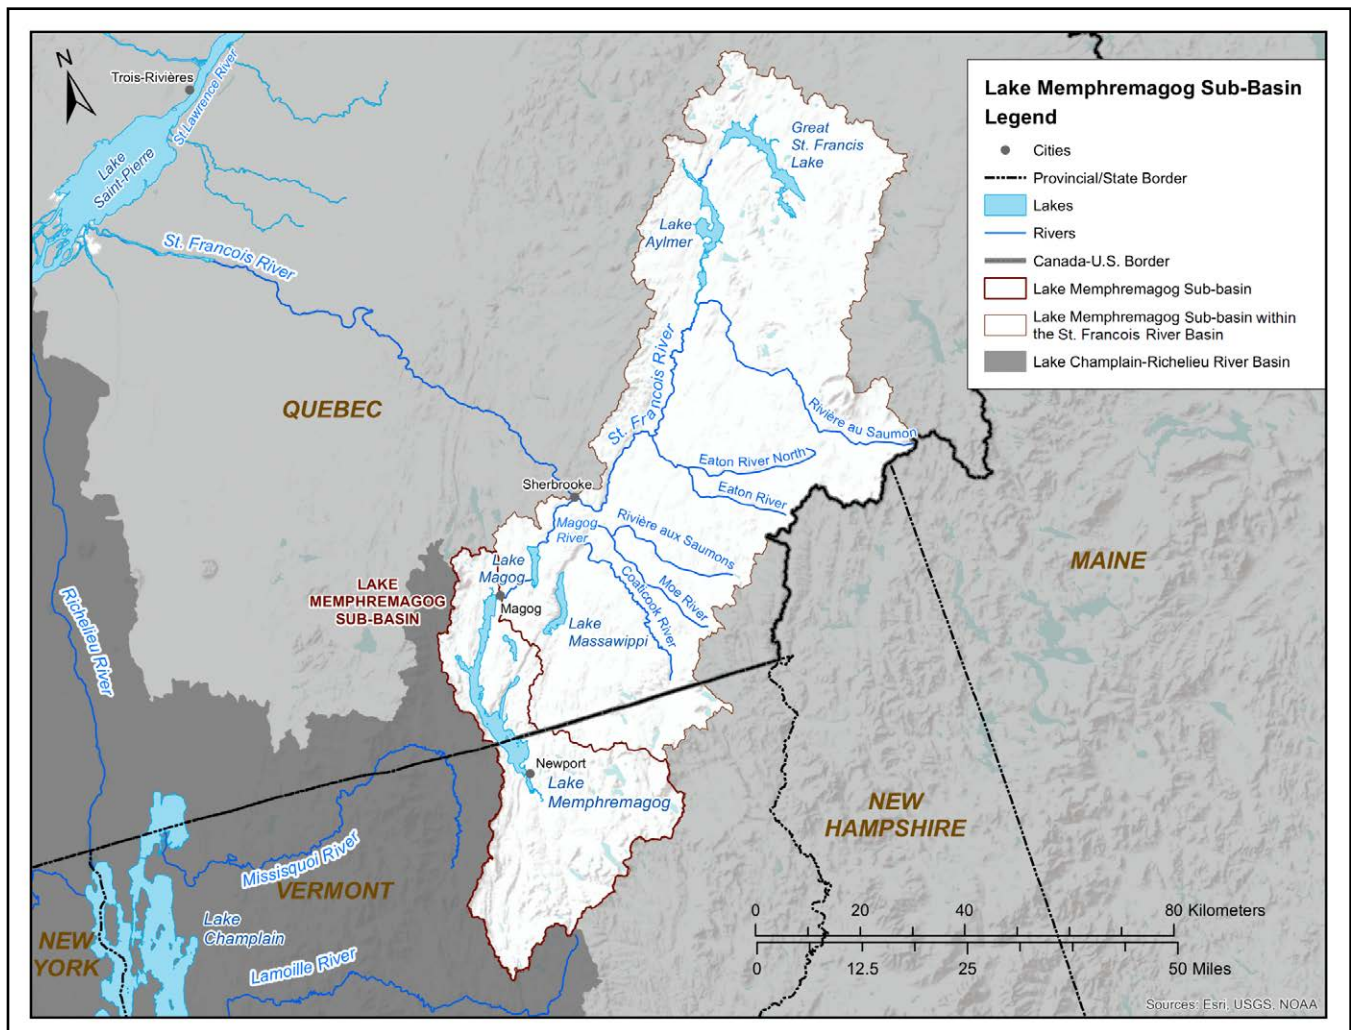 N
Trois-Rivières
St.Lawrence River
Lake
Saint-Pierre
St. Francois River
Great
St. Francis
Lake
Lake
Aylmer
St. Francois River
Rivière au Saumon
QUEBEC
Eaton River North
Eaton River
Sherbrooke
Magog
River
Rivière aux Saumons
Moe River
Coaticook River
Lake
Magog
Magog
Lake
Massawippi
LAKE
MEMPHREMAGOG
SUB-BASIN
Richelieu River
MAINE
Newport
Lake
Memphremagog
NEW
HAMPSHIRE
Missisquoi River
VERMONT
Lake
Champlain
NEW
YORK
Lamoille River
Lake Memphremagog Sub-Basin
Legend
Cities
Provincial/State Border
Lakes
Rivers
Canada-U.S. Border
Lake Memphremagog Sub-basin
Lake Memphremagog Sub-basin within
the St. Francois River Basin
Lake Champlain-Richelieu River Basin
0 20 40 80 Kilometers
0 12.5 25 50 Miles
Sources: Esri, USGS, NOAA